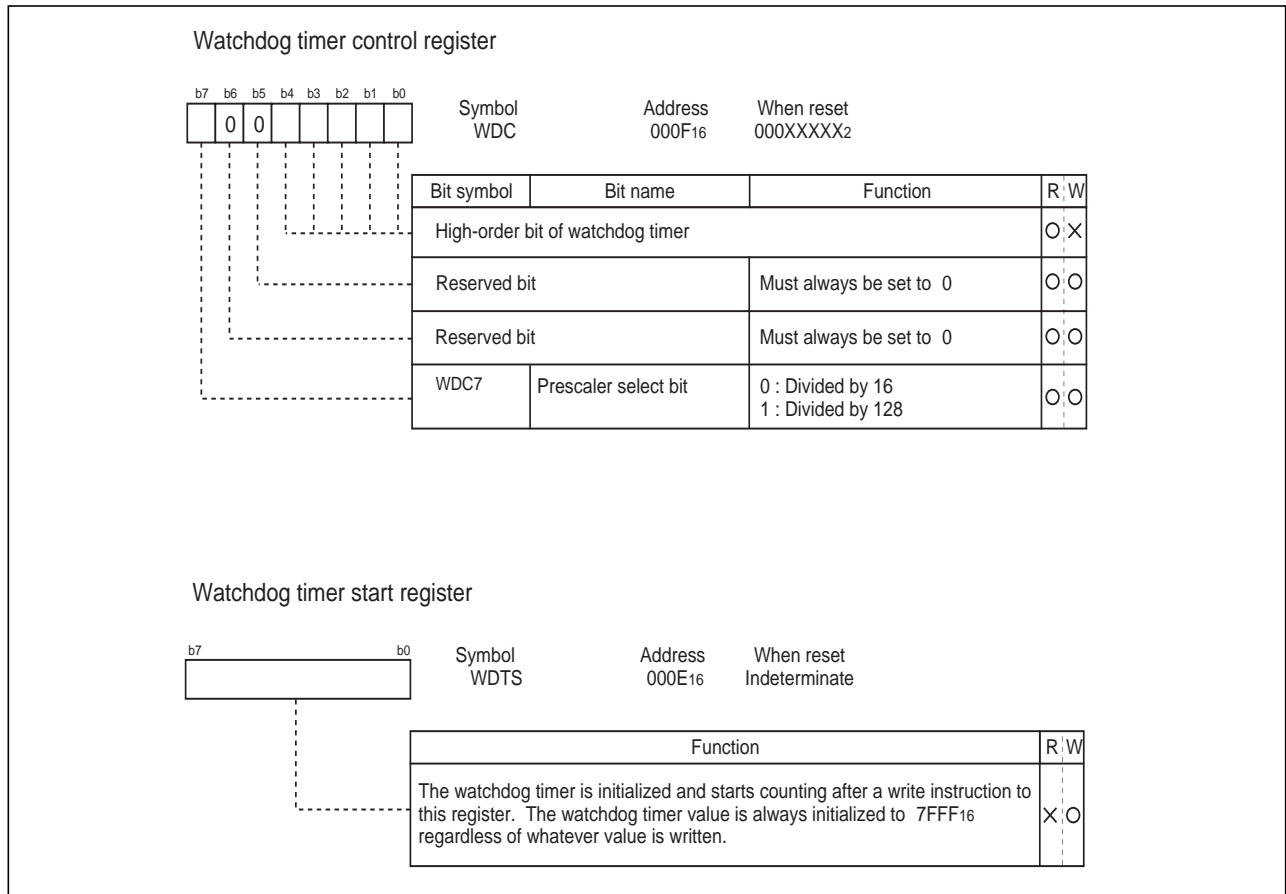 Watchdog timer control register
b7 b6 b5 b4 b3 b2 b1 b0
0 0
Symbol Address When reset
WDC 000F16 000XXXXX2
Bit symbol Bit name Function R W
High-order bit of watchdog timer O X
Reserved bit Must always be set to 0 O O
Reserved bit Must always be set to 0 O O
WDC7 Prescaler select bit 0 : Divided by 16
1 : Divided by 128 O O
Watchdog timer start register
b7 b0
Symbol Address When reset
WDTS 000E16 Indeterminate
Function R W
The watchdog timer is initialized and starts counting after a write instruction to
this register. The watchdog timer value is always initialized to 7FFF16 X O
regardless of whatever value is written.